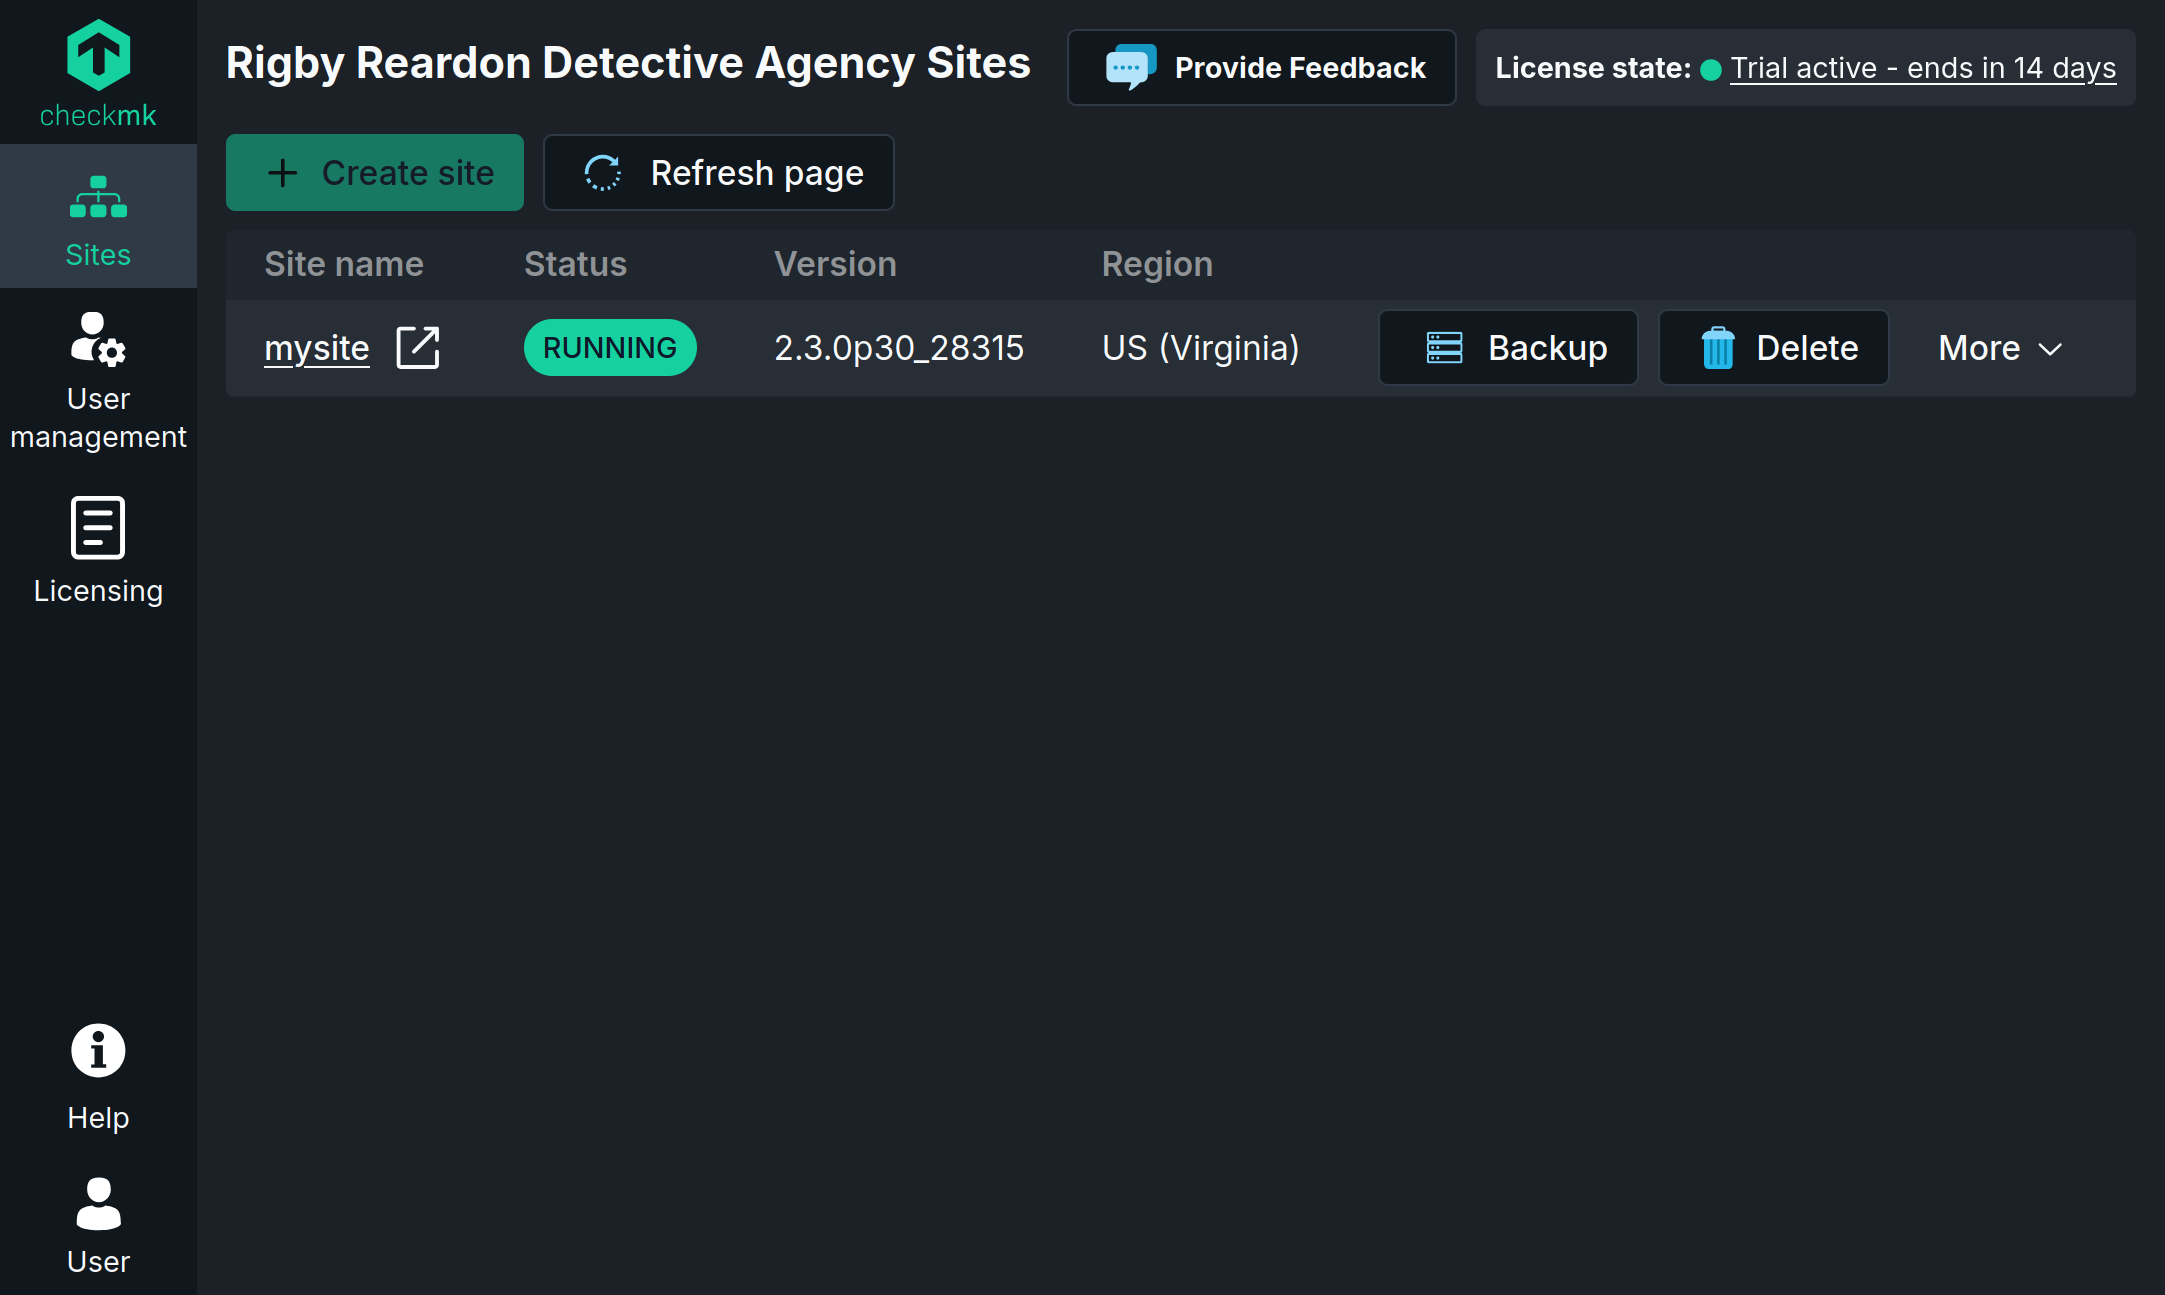 checkmk
Rigby Reardon Detective Agency Sites
Provide Feedback
License state: Trial active - ends in 14 days
Create site
Refresh page
Sites
User
management
Licensing
Help
User
Site name Status Version Region
mysite RUNNING 2.3.0p30_28315 US (Virginia) Backup Delete More